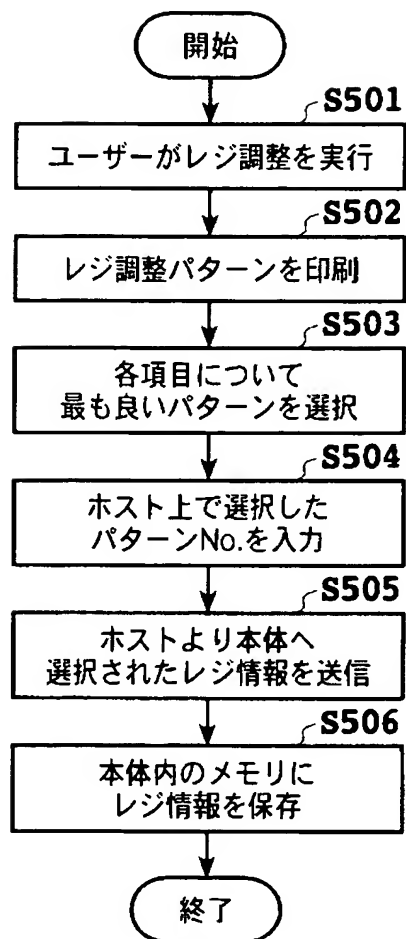 開始
S501
ユーザーがレジ調整を実行
S502
レジ調整パターンを印刷
S503
各項目について
最も良いパターンを選択
S504
ホスト上で選択した
パターンNo.を入力
S505
ホストより本体へ
選択されたレジ情報を送信
S506
本体内のメモリに
レジ情報を保存
終了